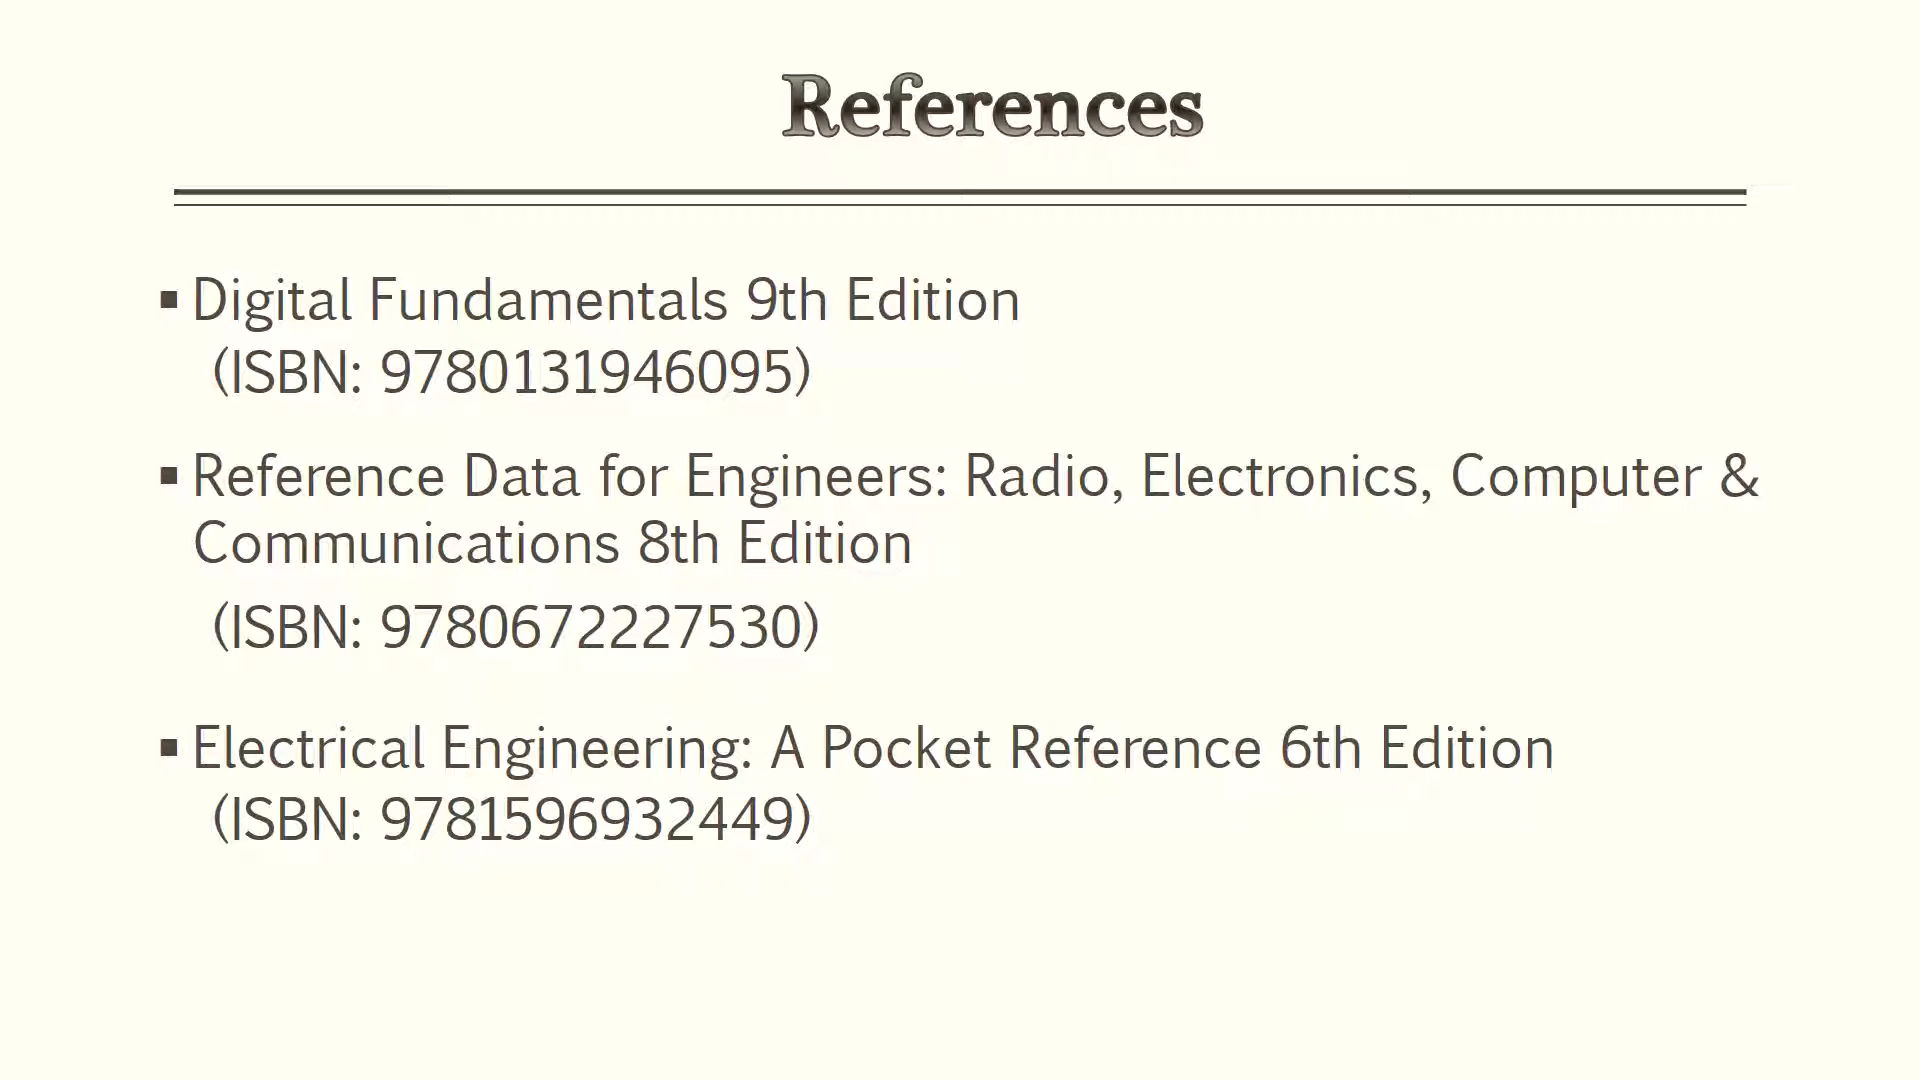 References
▪ Digital Fundamentals 9th Edition
(ISBN: 9780131946095)
▪ Reference Data for Engineers: Radio, Electronics, Computer &
Communications 8th Edition
(ISBN: 9780672227530)
▪ Electrical Engineering: A Pocket Reference 6th Edition
(ISBN: 9781596932449)